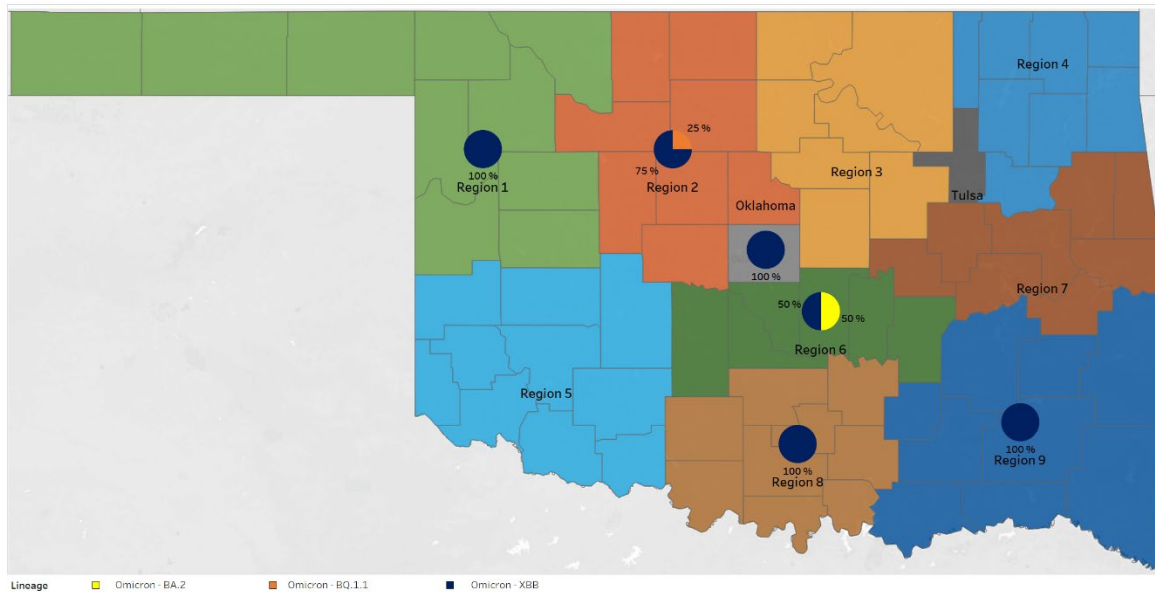 Region 4
25 %
100 %
Region 1
75 %
Region 2
Region 3
Oklahoma
Tulsa
100 %
Region 7
50 %
50 %
Region 6
Region 5
100 %
Region 8
100 %
Region 9
Lineage
Omicron - BA.2
Omicron - BQ.1.1
Omicron - XBB